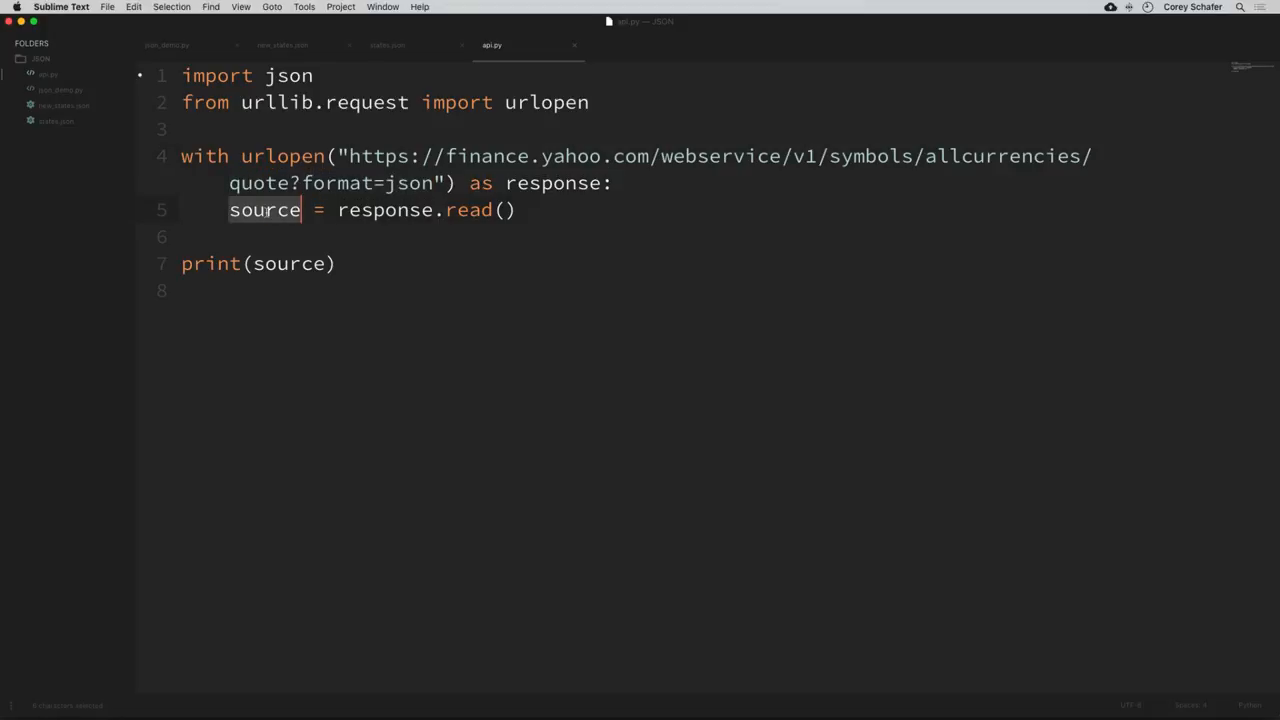 Sublime Text File Edit Selection Find View Goto Tools Project Window Help Corey Schafer
api.py — JSON
FOLDERS
JSON
api.py
json_demo.py
new_states.json
states.json
json_demo.py new_states.json states.json api.py
1 import json
2 from urllib.request import urlopen
3
4 with urlopen("https://finance.yahoo.com/webservice/v1/symbols/allcurrencies/
quote?format=json") as response:
5 source = response.read()
6
7 print(source)
8
6 characters selected UTF-8 Spaces: 4 Python